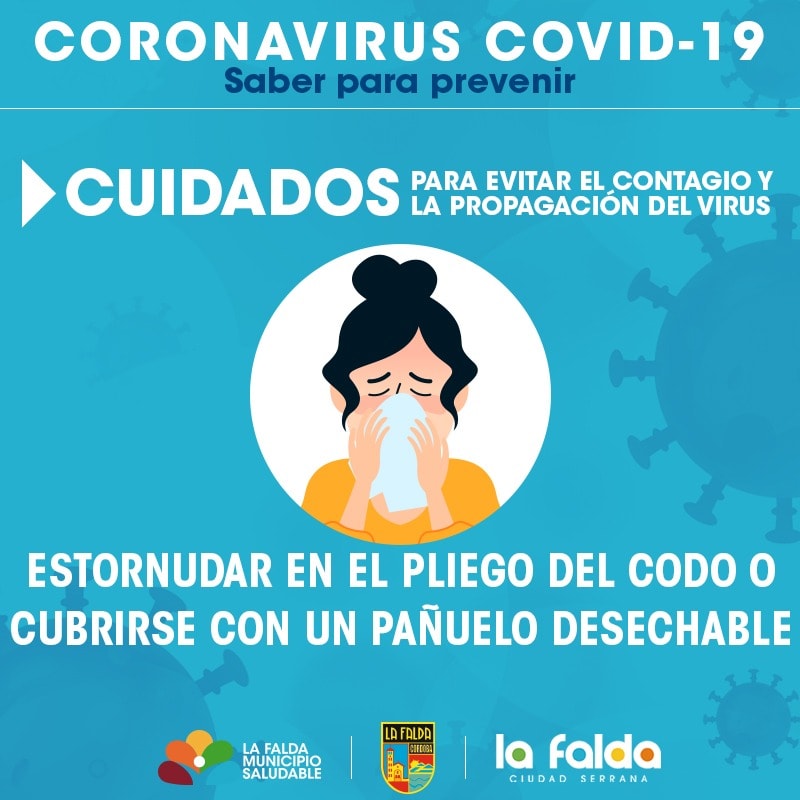 CORONAVIRUS COVID-19
Saber para prevenir
CUIDADOS
PARA EVITAR EL CONTAGIO Y
LA PROPAGACIÓN DEL VIRUS
ESTORNUDAR EN EL PLIEGO DEL CODO O
CUBRIRSE CON UN PAÑUELO DESECHABLE
LA FALDA
MUNICIPIO
SALUDABLE
LA FALDA
CÓRDOBA
la falda
CIUDAD SERRANA